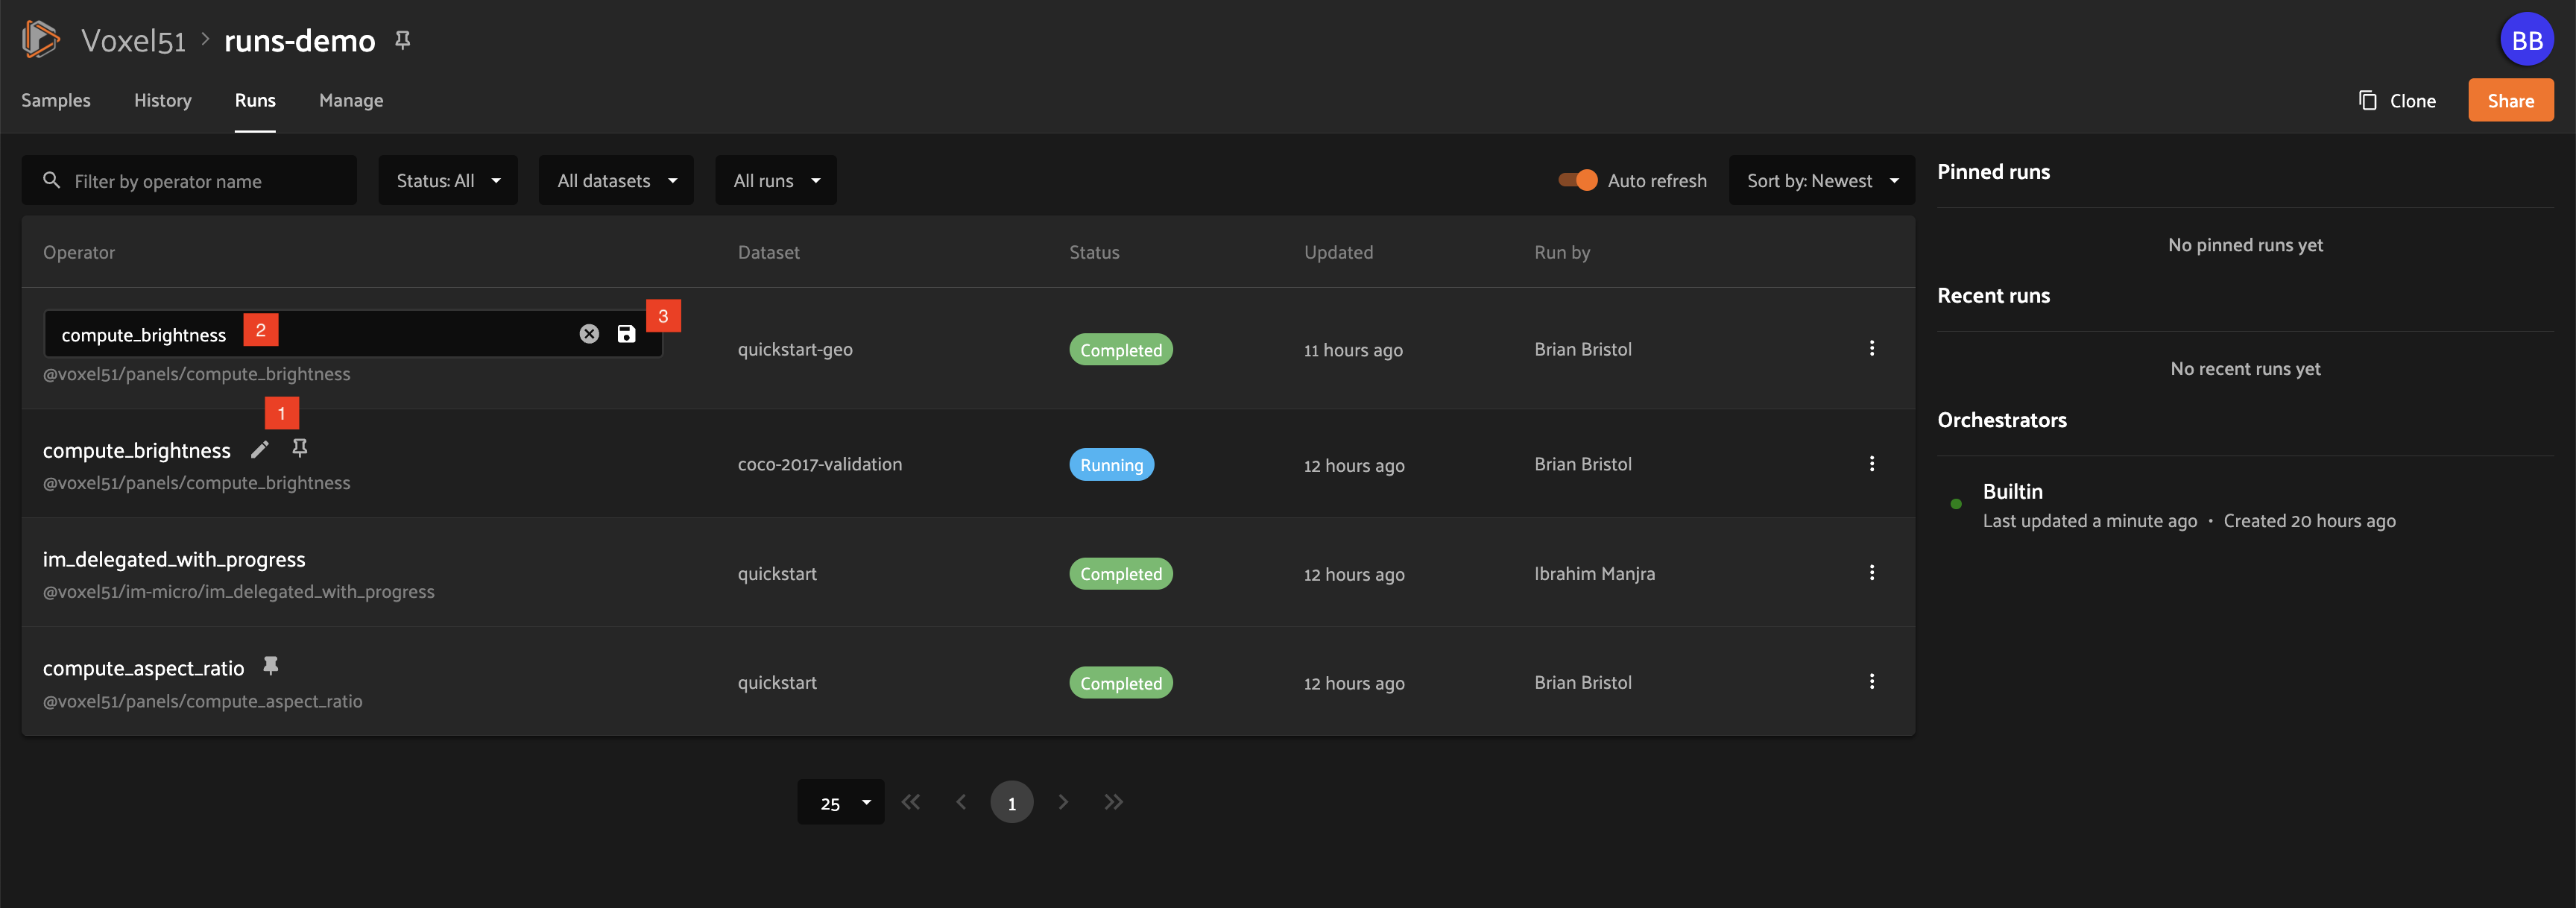 Voxel51 > runs-demo
BB
Samples
History
Runs
Manage
Clone
Share
Filter by operator name
Status: All
All datasets
All runs
Auto refresh
Sort by: Newest
Operator
Dataset
Status
Updated
Run by
compute_brightness
2
3
@voxel51/panels/compute_brightness
quickstart-geo
Completed
11 hours ago
Brian Bristol
1
compute_brightness
@voxel51/panels/compute_brightness
coco-2017-validation
Running
12 hours ago
Brian Bristol
im_delegated_with_progress
@voxel51/im-micro/im_delegated_with_progress
quickstart
Completed
12 hours ago
Ibrahim Manjra
compute_aspect_ratio
@voxel51/panels/compute_aspect_ratio
quickstart
Completed
12 hours ago
Brian Bristol
25
1
Pinned runs
No pinned runs yet
Recent runs
No recent runs yet
Orchestrators
Builtin
Last updated a minute ago • Created 20 hours ago